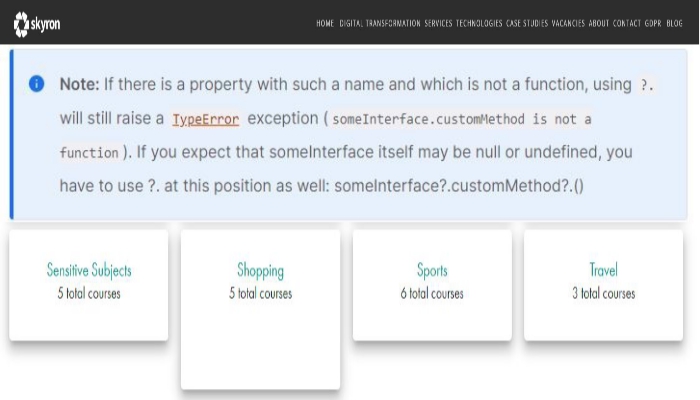 skyron
HOME DIGITAL TRANSFORMATION SERVICES TECHNOLOGIES CASE STUDIES VACANCIES ABOUT CONTACT GDPR BLOG
Note: If there is a property with such a name and which is not a function, using ?.
will still raise a TypeError exception ( someInterface.customMethod is not a
function ). If you expect that someInterface itself may be null or undefined, you
have to use ?. at this position as well: someInterface?.customMethod?.()
Sensitive Subjects
5 total courses
Shopping
5 total courses
Sports
6 total courses
Travel
3 total courses